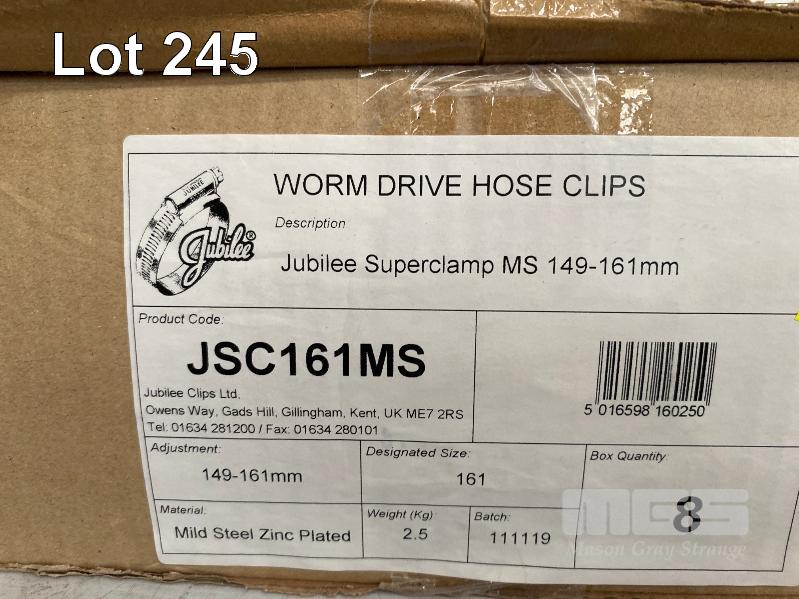 Lot 245
JUBILEE
Jubilee®
WORM DRIVE HOSE CLIPS
Description
Jubilee Superclamp MS 149-161mm
Product Code:
JSC161MS
Jubilee Clips Ltd.
Owens Way, Gads Hill, Gillingham, Kent, UK ME7 2RS
Tel: 01634 281200 / Fax: 01634 280101
5 016598 160250
Adjustment:
149-161mm
Designated Size:
161
Box Quantity:
8
Material:
Mild Steel Zinc Plated
Weight (Kg):
2.5
Batch:
111119
MGS
Mason Gray Strange